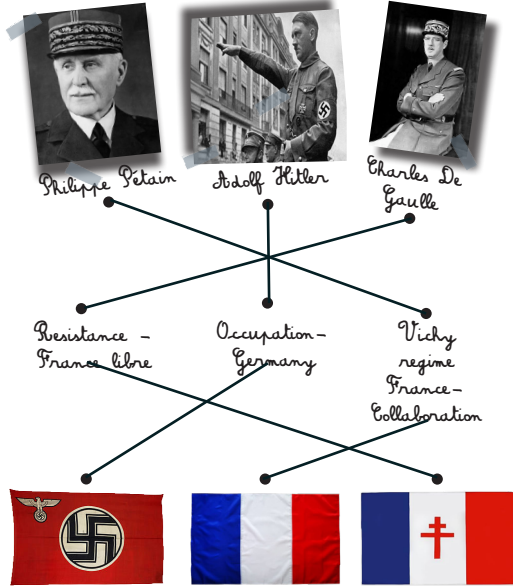 Philippe Pétain
Adolf Hitler
Charles De
Gaulle
Resistance -
France libre
Occupation-
Germany
Vichy
regime
France-
Collaboration